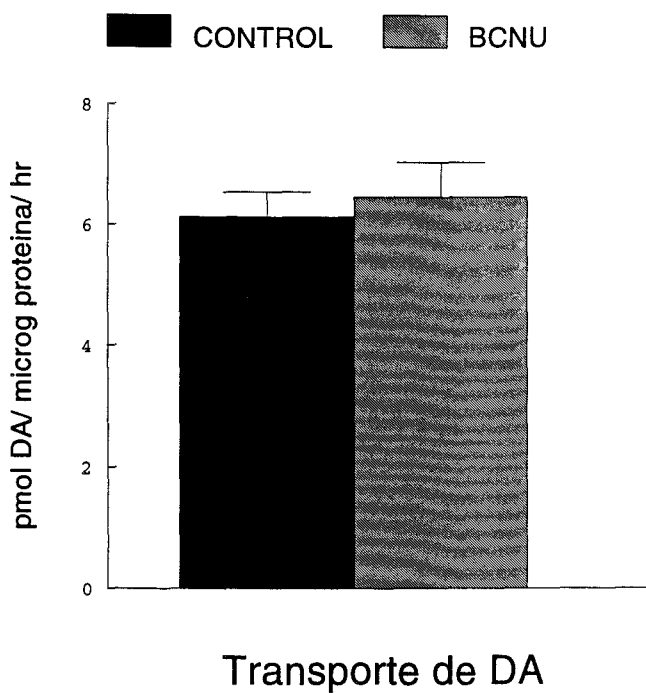 CONTROL BCNU
8
6
4
2
0
pmol DA/ microg proteina/ hr
Transporte de DA